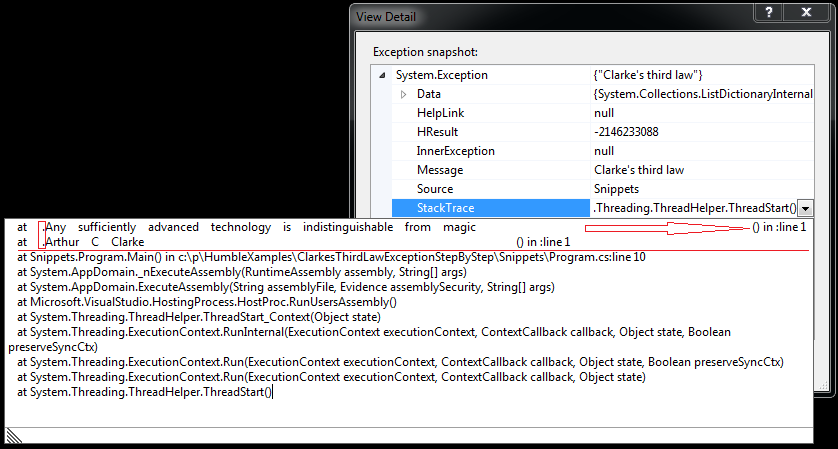 View Detail
?
X
Exception snapshot:
System.Exception {"Clarke's third law"}
Data {System.Collections.ListDictionaryInternal
HelpLink null
HResult -2146233088
InnerException null
Message Clarke's third law
Source Snippets
StackTrace .Threading.ThreadHelper.ThreadStart()
at .Any sufficiently advanced technology is indistinguishable from magic () in :line 1
at .Arthur C Clarke () in :line 1
at Snippets.Program.Main() in c:\p\HumbleExamples\ClarkesThirdLawExceptionStepByStep\Snippets\Program.cs:line 10
at System.AppDomain._nExecuteAssembly(RuntimeAssembly assembly, String[] args)
at System.AppDomain.ExecuteAssembly(String assemblyFile, Evidence assemblySecurity, String[] args)
at Microsoft.VisualStudio.HostingProcess.HostProc.RunUsersAssembly()
at System.Threading.ThreadHelper.ThreadStart_Context(Object state)
at System.Threading.ExecutionContext.RunInternal(ExecutionContext executionContext, ContextCallback callback, Object state, Boolean
preserveSyncCtx)
at System.Threading.ExecutionContext.Run(ExecutionContext executionContext, ContextCallback callback, Object state, Boolean preserveSyncCtx)
at System.Threading.ExecutionContext.Run(ExecutionContext executionContext, ContextCallback callback, Object state)
at System.Threading.ThreadHelper.ThreadStart()